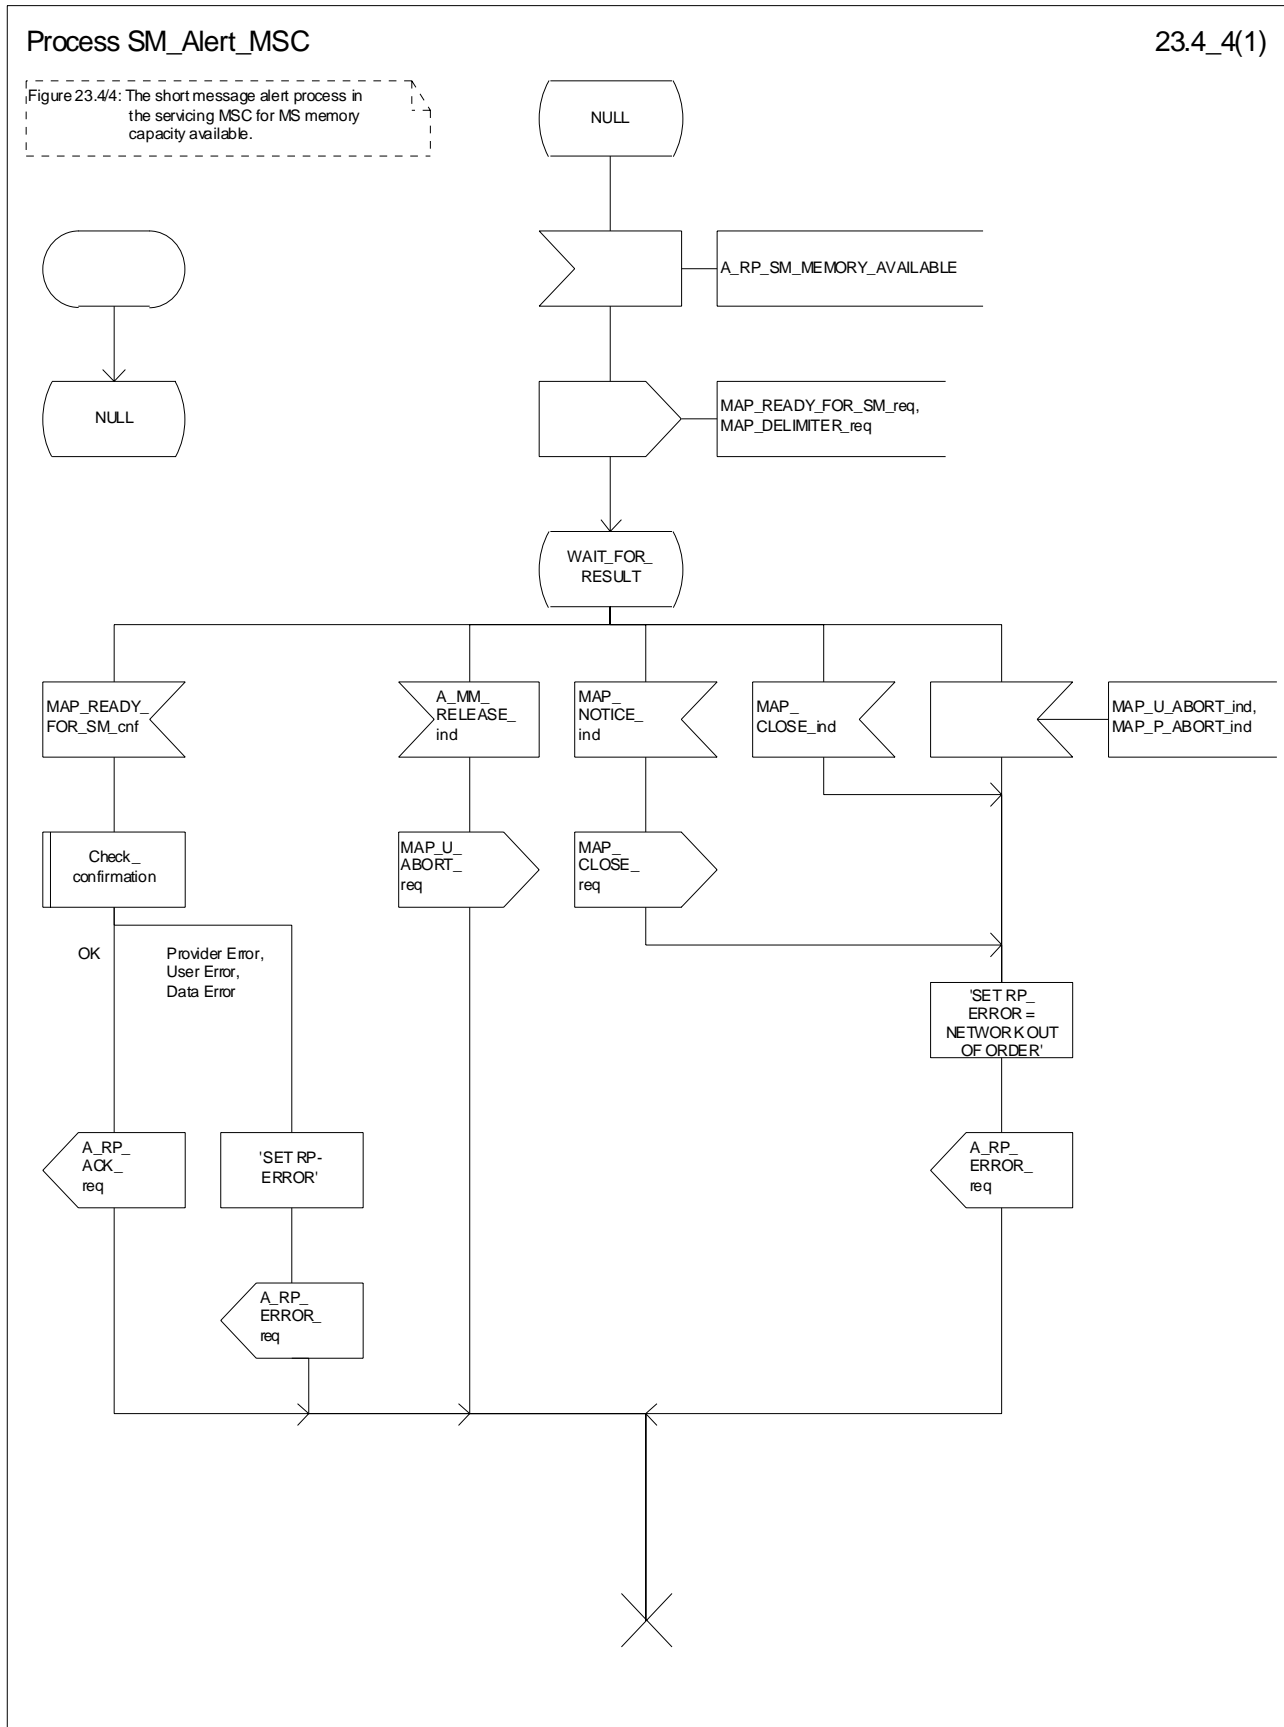 Process SM_Alert_MSC
23.4_4(1)
Figure 23.4/4: The short message alert process in
the servicing MSC for MS memory
capacity available.
NULL
A_RP_SM_MEMORY_AVAILABLE
NULL
MAP_READY_FOR_SM_req,
MAP_DELIMITER_req
WAIT_FOR_
RESULT
MAP_READY_
FOR_SM_cnf
A_MM_
RELEASE_
ind
MAP_
NOTICE_
ind
MAP_
CLOSE_ind
MAP_U_ABORT_ind,
MAP_P_ABORT_ind
Check_
confirmation
MAP_U_
ABORT_
req
MAP_
CLOSE_
req
OK
Provider Error,
User Error,
Data Error
'SET RP_
ERROR =
NETWORK OUT
OF ORDER'
A_RP_
ACK_
req
'SET RP-
ERROR'
A_RP_
ERROR_
req
A_RP_
ERROR_
req